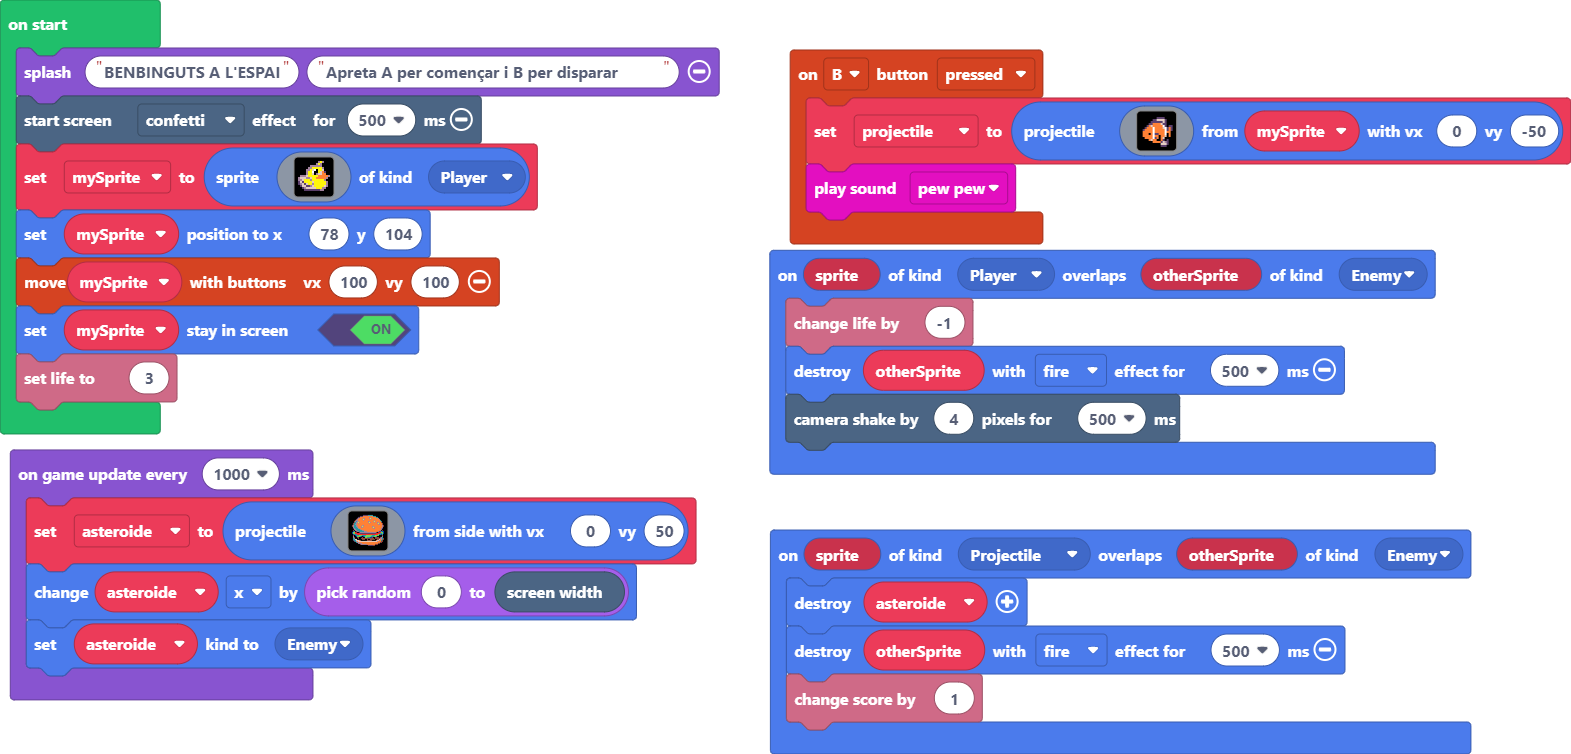 on start
splash "BENBINGUTS A L'ESPAI" "Apreta A per començar i B per disparar "
start screen confetti effect for 500 ms
set mySprite to sprite of kind Player
set mySprite position to x 78 y 104
move mySprite with buttons vx 100 vy 100
set mySprite stay in screen ON
set life to 3
on game update every 1000 ms
set asteroide to projectile from side with vx 0 vy 50
change asteroide x by pick random 0 to screen width
set asteroide kind to Enemy
on B button pressed
set projectile to projectile from mySprite with vx 0 vy -50
play sound pew pew
on sprite of kind Player overlaps otherSprite of kind Enemy
change life by -1
destroy otherSprite with fire effect for 500 ms
camera shake by 4 pixels for 500 ms
on sprite of kind Projectile overlaps otherSprite of kind Enemy
destroy asteroide
destroy otherSprite with fire effect for 500 ms
change score by 1